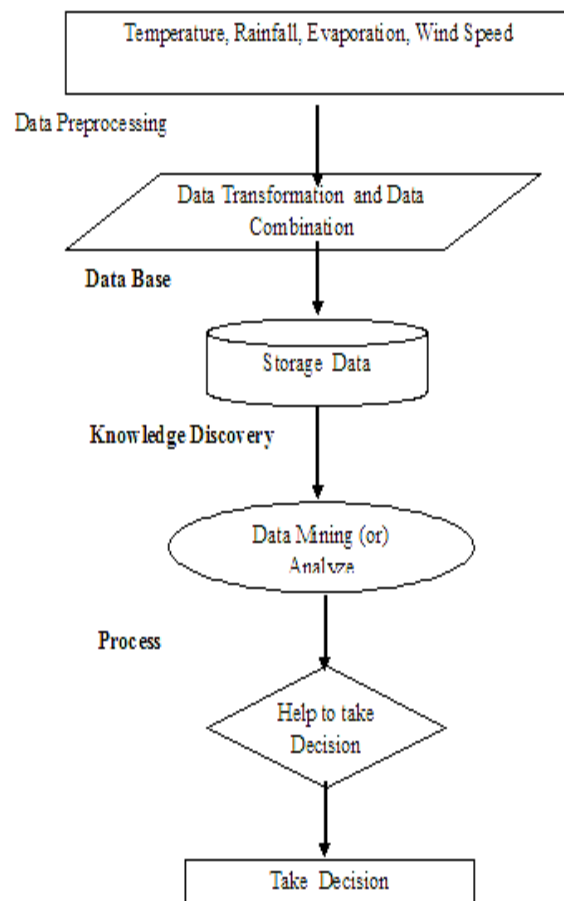 Temperature, Rainfall, Evaporation, Wind Speed
Data Preprocessing
Data Transformation and Data
Combination
Data Base
Storage Data
Knowledge Discovery
Data Mining (or)
Analyze
Process
Help to take
Decision
Take Decision